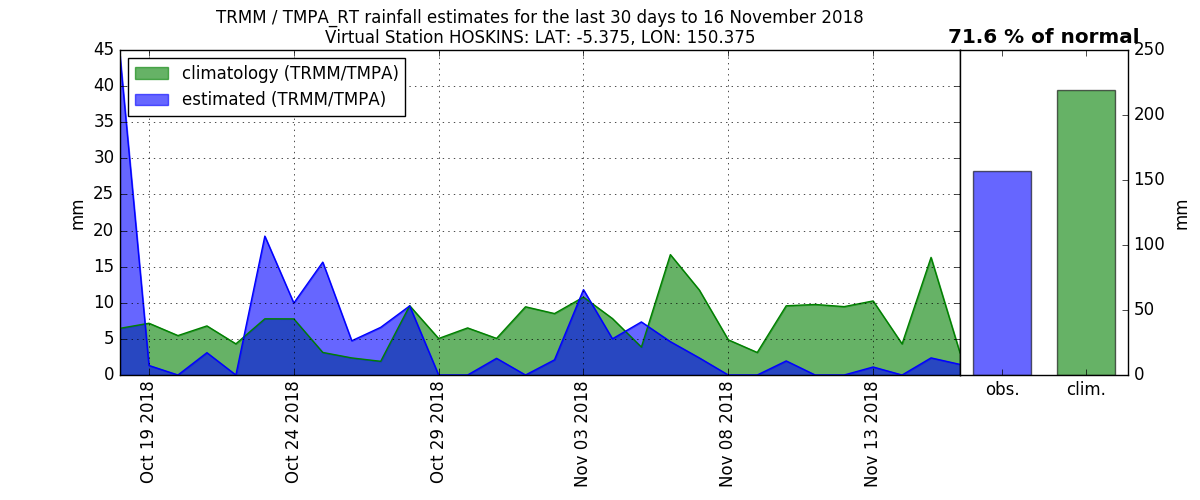 TRMM / TMPA_RT rainfall estimates for the last 30 days to 16 November 2018
Virtual Station HOSKINS: LAT: -5.375, LON: 150.375
71.6 % of normal
climatology (TRMM/TMPA)
estimated (TRMM/TMPA)
mm
45
40
35
30
25
20
15
10
5
0
Oct 19 2018
Oct 24 2018
Oct 29 2018
Nov 03 2018
Nov 08 2018
Nov 13 2018
obs.
clim.
250
200
150
100
50
0
mm